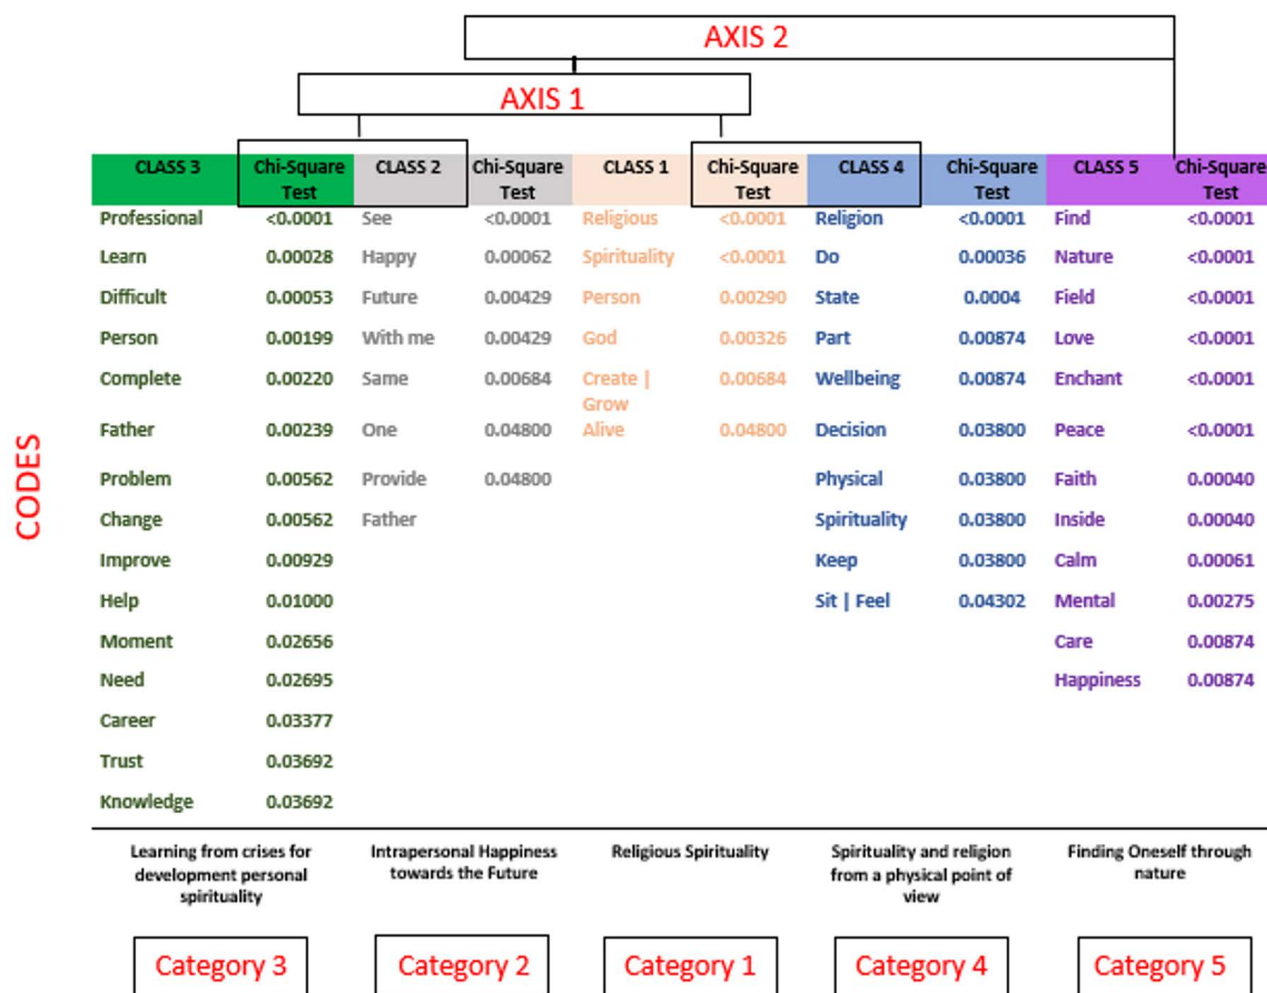 AXIS 2
AXIS 1
CLASS 3 Chi-Square Test CLASS 2 Chi-Square Test CLASS 1 Chi-Square Test CLASS 4 Chi-Square Test CLASS 5 Chi-Square Test
Professional <0.0001 See <0.0001 Religious <0.0001 Religion <0.0001 Find <0.0001
Learn 0.00028 Happy 0.00062 Spirituality <0.0001 Do 0.00036 Nature <0.0001
Difficult 0.00053 Future 0.00429 Person 0.00290 State 0.0004 Field <0.0001
Person 0.00199 With me 0.00429 God 0.00326 Part 0.00874 Love <0.0001
Complete 0.00220 Same 0.00684 Create | Grow 0.00684 Wellbeing 0.00874 Enchant <0.0001
Father 0.00239 One 0.04800 Alive 0.04800 Decision 0.03800 Peace <0.0001
Problem 0.00562 Provide 0.04800 Physical 0.03800 Faith 0.00040
Change 0.00562 Father Spirituality 0.03800 Inside 0.00040
Improve 0.00929 Keep 0.03800 Calm 0.00061
Help 0.01000 Sit | Feel 0.04302 Mental 0.00275
Moment 0.02656 Care 0.00874
Need 0.02695 Happiness 0.00874
Career 0.03377
Trust 0.03692
Knowledge 0.03692
CODES
Learning from crises for
development personal
spirituality
Intrapersonal Happiness
towards the Future
Religious Spirituality
Spirituality and religion
from a physical point of
view
Finding Oneself through
nature
Category 3 Category 2 Category 1 Category 4 Category 5